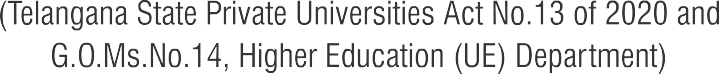 (Telangana State Private Universities Act No.13 of 2020 and
G.O.Ms.No.14, Higher Education (UE) Department)